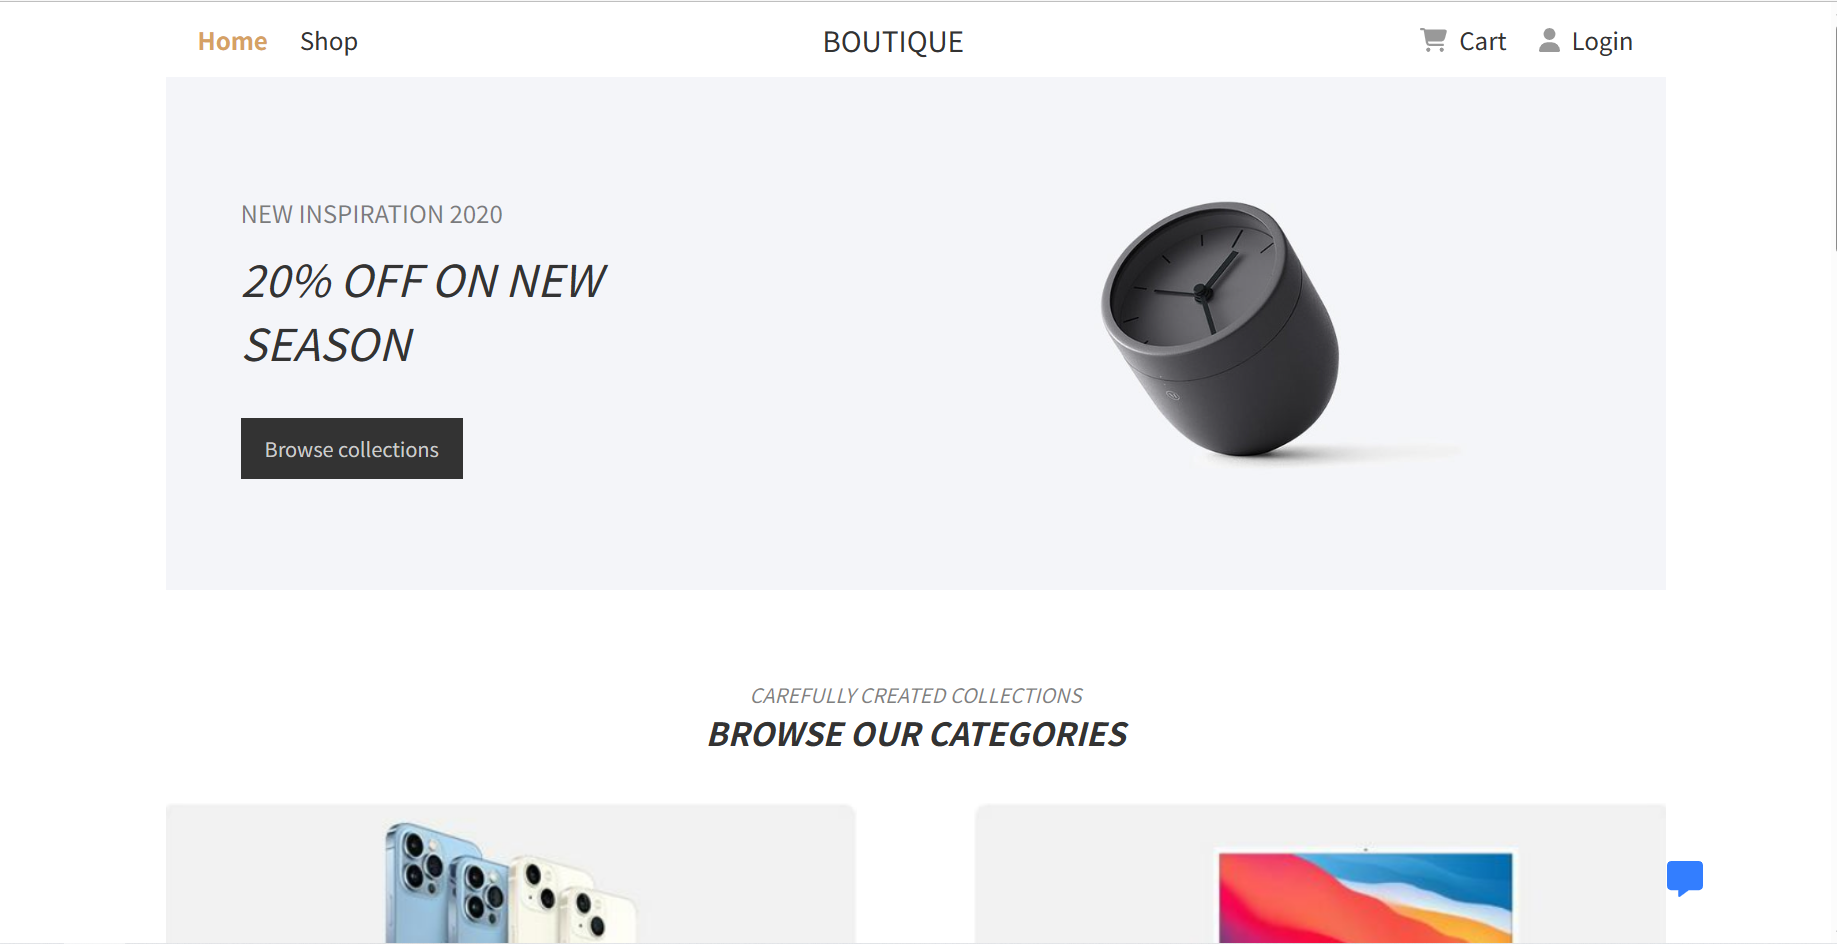 Home Shop BOUTIQUE Cart Login
NEW INSPIRATION 2020
20% OFF ON NEW
SEASON
Browse collections
CAREFULLY CREATED COLLECTIONS
BROWSE OUR CATEGORIES